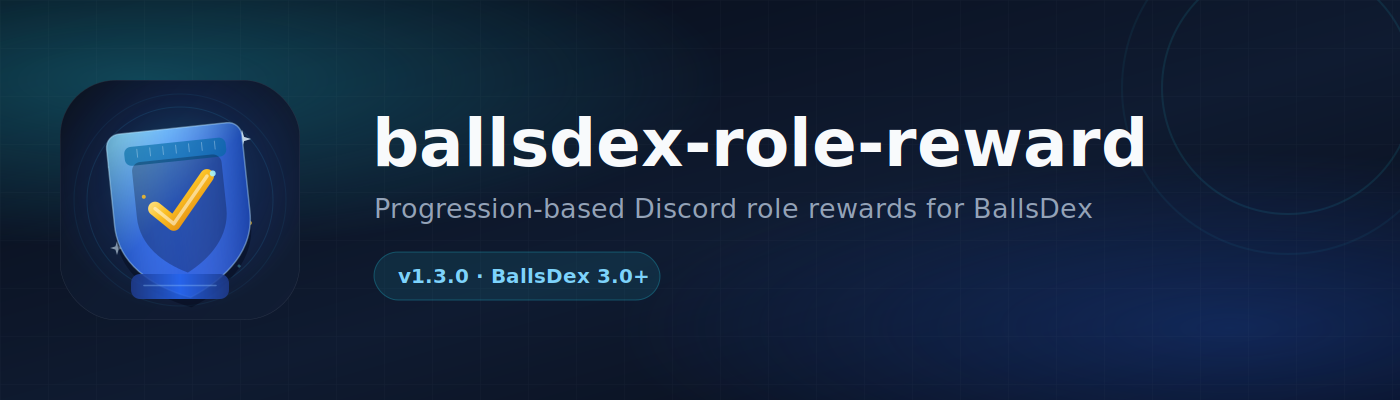 ballsdex-role-reward
Progression-based Discord role rewards for BallsDex
v1.3.0 · BallsDex 3.0+